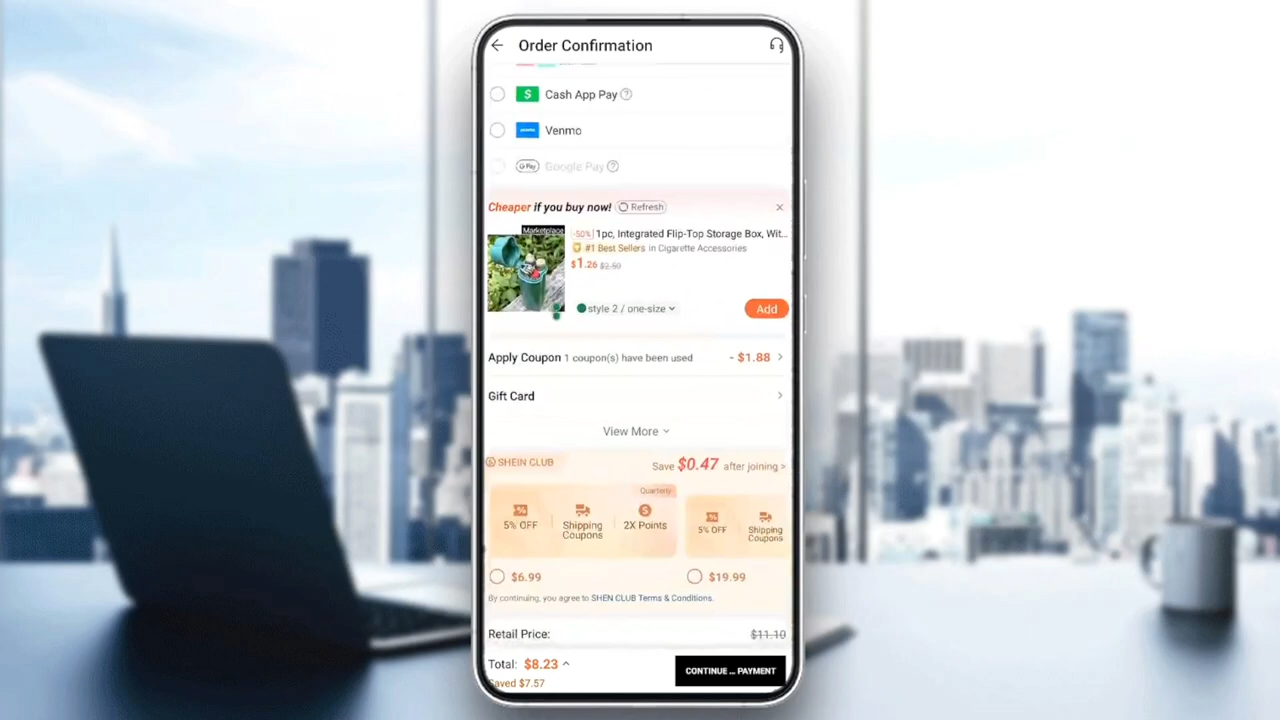 Order Confirmation
$ Cash App Pay ?
Venmo
G Pay Google Pay ?
Cheaper if you buy now! Refresh
Marketplace
-50% 1pc, Integrated Flip-Top Storage Box, Wit...
#1 Best Sellers in Cigarette Accessories
$1.26 $2.50
style 2 / one-size
Add
Apply Coupon 1 coupon(s) have been used - $1.88 >
Gift Card >
View More
S SHEIN CLUB Save $0.47 after joining >
Quarterly
5% OFF
Shipping Coupons
2X Points
5% OFF
Shipping Coupons
$6.99
$19.99
By continuing, you agree to SHEIN CLUB Terms & Conditions.
Retail Price: $11.10
Total: $8.23
Saved $7.57
CONTINUE ... PAYMENT